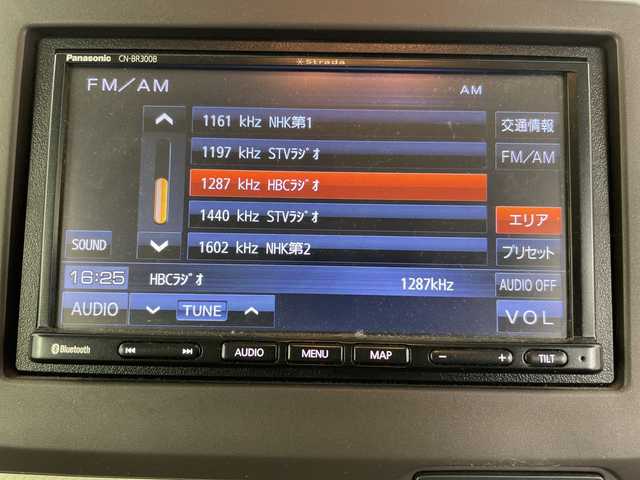 Panasonic CN-BR300B
Strada
FM/AM
AM
1161 kHz NHK第1
1197 kHz STVラジオ
1287 kHz HBCラジオ
1440 kHz STVラジオ
1602 kHz NHK第2
交通情報
FM/AM
エリア
プリセット
SOUND
16:25 HBCラジオ 1287kHz
AUDIO OFF
AUDIO
TUNE
VOL
Bluetooth
AUDIO
MENU
MAP
− +
TILT